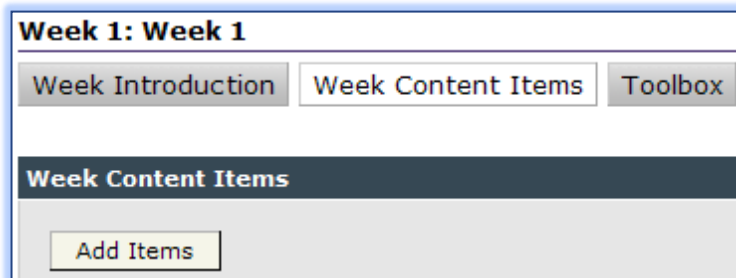 Week 1: Week 1
Week Introduction Week Content Items Toolbox
Week Content Items
Add Items